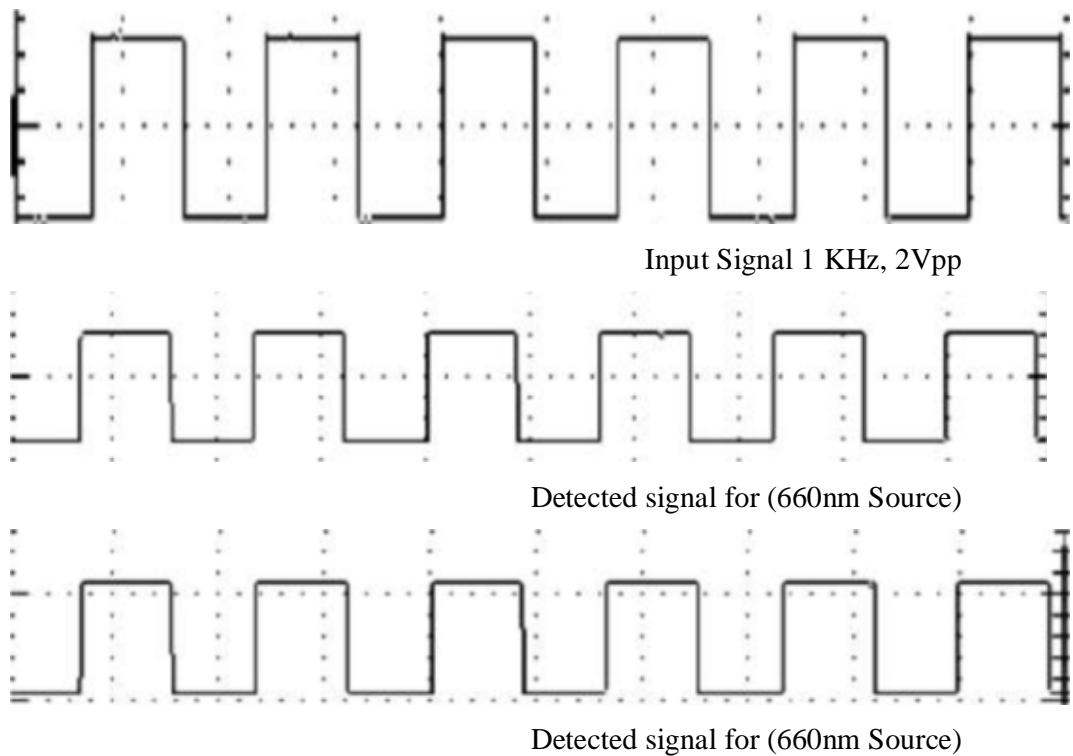 Input Signal 1 KHz, 2Vpp
Detected signal for (660nm Source)
Detected signal for (660nm Source)